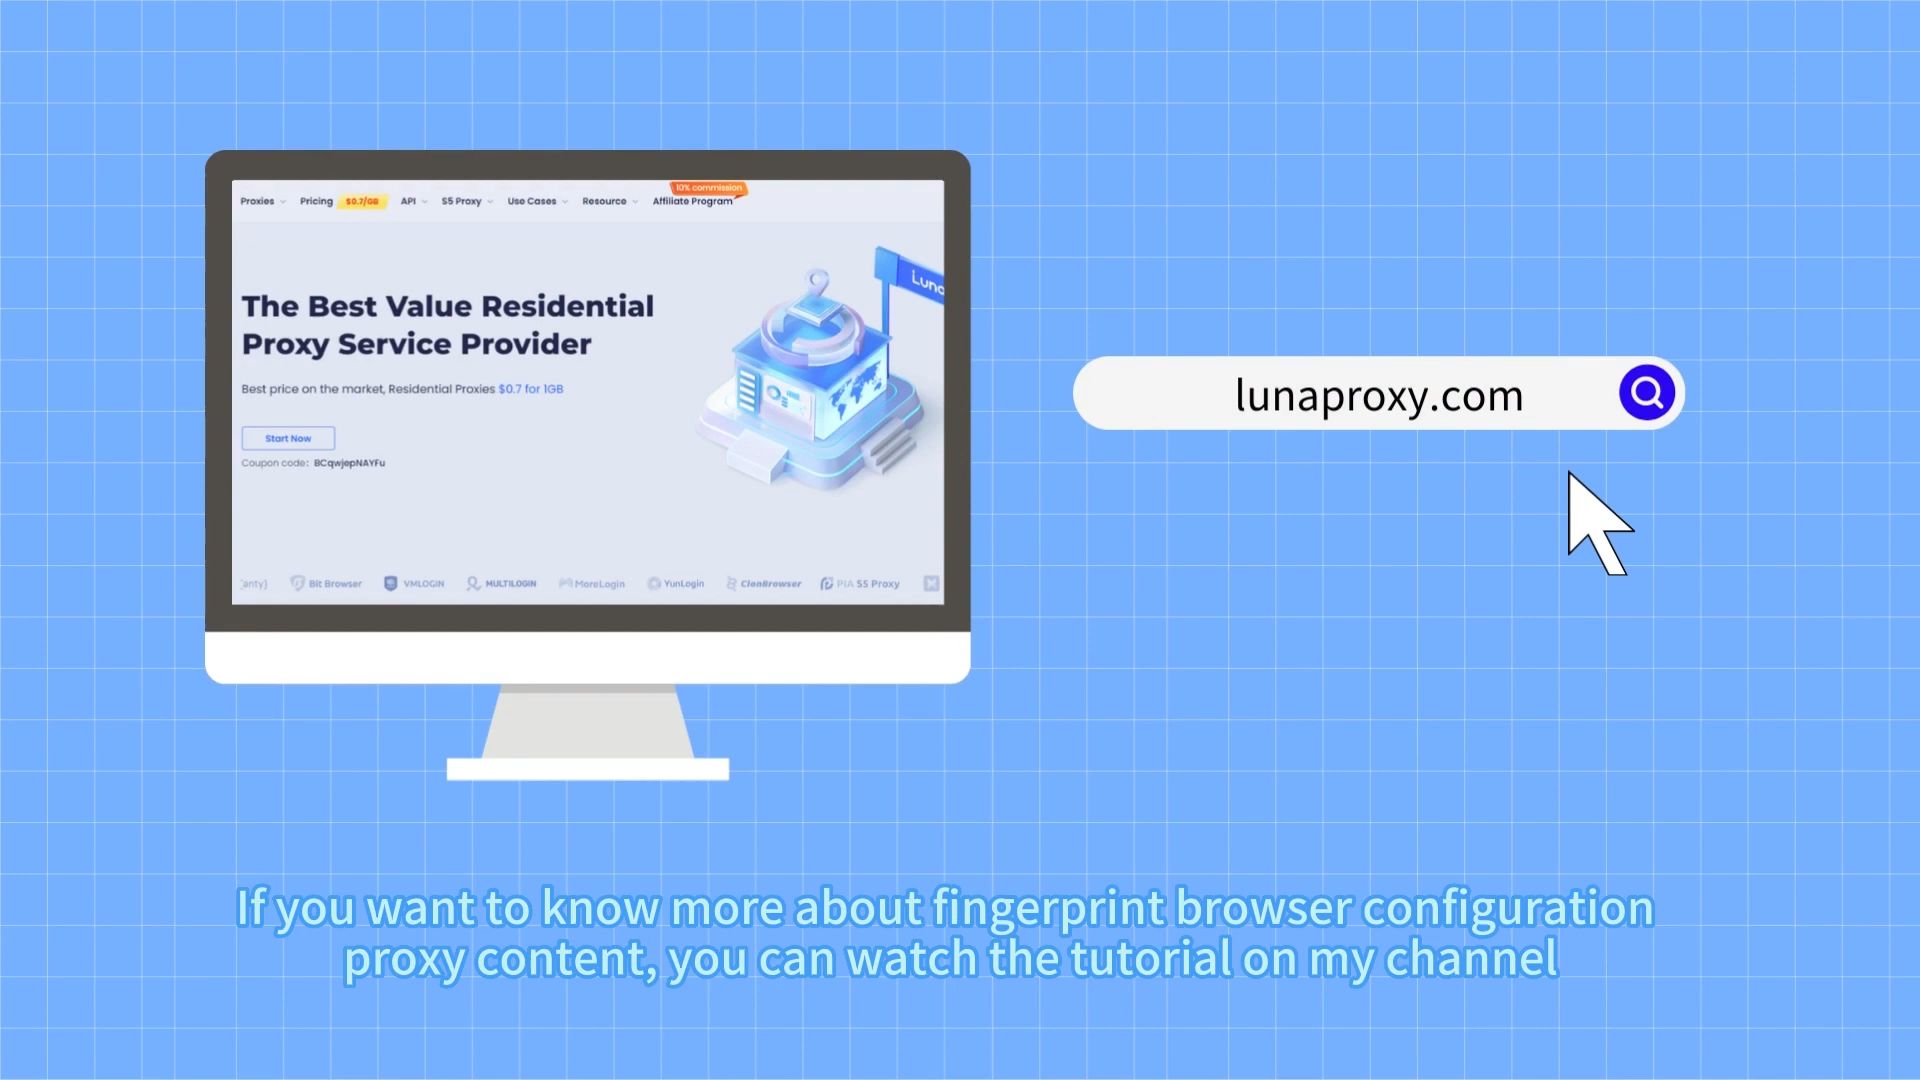 10% commission
Proxies Pricing $0.7/GB API S5 Proxy Use Cases Resource Affiliate Program
The Best Value Residential
Proxy Service Provider
Best price on the market, Residential Proxies $0.7 for 1GB
Start Now
Coupon code: BCqwjepNAYFu
Bit Browser VMLOGIN MULTILOGIN MoreLogin YunLogin ClonBrowser PIA S5 Proxy
lunaproxy.com
If you want to know more about fingerprint browser configuration
proxy content, you can watch the tutorial on my channel